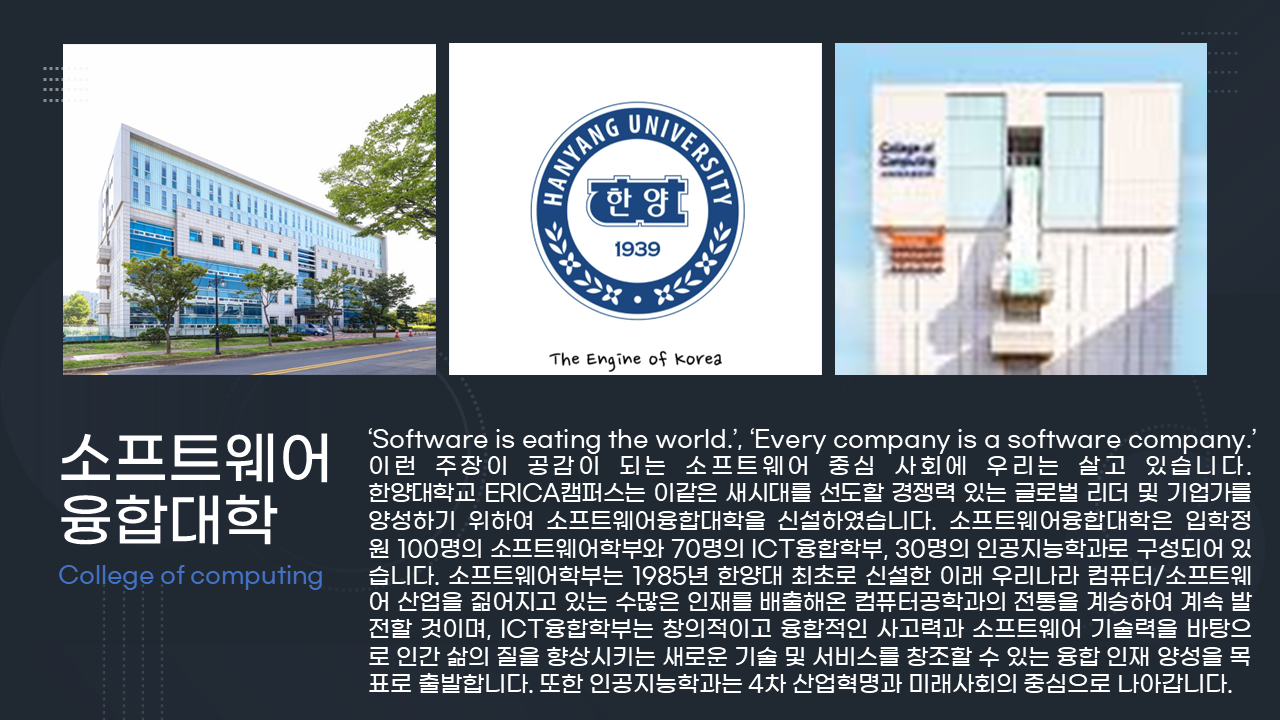 HANYANG UNIVERSITY
한양
1939
The Engine of Korea
College of
Computing
소프트웨어
융합대학
College of computing
‘Software is eating the world.’, ‘Every company is a software company.’
이런 주장이 공감이 되는 소프트웨어 중심 사회에 우리는 살고 있습니다.
한양대학교 ERICA캠퍼스는 이같은 새시대를 선도할 경쟁력 있는 글로벌 리더 및 기업가를
양성하기 위하여 소프트웨어융합대학을 신설하였습니다. 소프트웨어융합대학은 입학정
원 100명의 소프트웨어학부와 70명의 ICT융합학부, 30명의 인공지능학과로 구성되어 있
습니다. 소프트웨어학부는 1985년 한양대 최초로 신설한 이래 우리나라 컴퓨터/소프트웨
어 산업을 짊어지고 있는 수많은 인재를 배출해온 컴퓨터공학과의 전통을 계승하여 계속 발
전할 것이며, ICT융합학부는 창의적이고 융합적인 사고력과 소프트웨어 기술력을 바탕으
로 인간 삶의 질을 향상시키는 새로운 기술 및 서비스를 창조할 수 있는 융합 인재 양성을 목
표로 출발합니다. 또한 인공지능학과는 4차 산업혁명과 미래사회의 중심으로 나아갑니다.